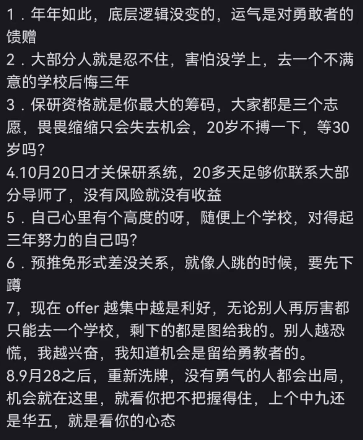 1．年年如此，底层逻辑没变的，运气是对勇敢者的
馈赠
2．大部分人就是忍不住，害怕没学上，去一个不满
意的学校后悔三年
3．保研资格就是你最大的筹码，大家都是三个志
愿，畏畏缩缩只会失去机会，20岁不搏一下，等30
岁吗?
4.10月20日才关保研系统，20多天足够你联系大部
分导师了，没有风险就没有收益
5．自己心里有个高度的呀，随便上个学校，对得起
三年努力的自己吗?
6．预推免形式差没关系，就像人跳的时候，要先下
蹲
7，现在 offer 越集中越是利好，无论别人再厉害都
只能去一个学校，剩下的都是图给我的。别人越恐
慌，我越兴奋，我知道机会是留给勇教者的。
8.9月28之后，重新洗牌，没有勇气的人都会出局，
机会就在这里，就看你把不把握得住，上个中九还
是华五，就是看你的心态